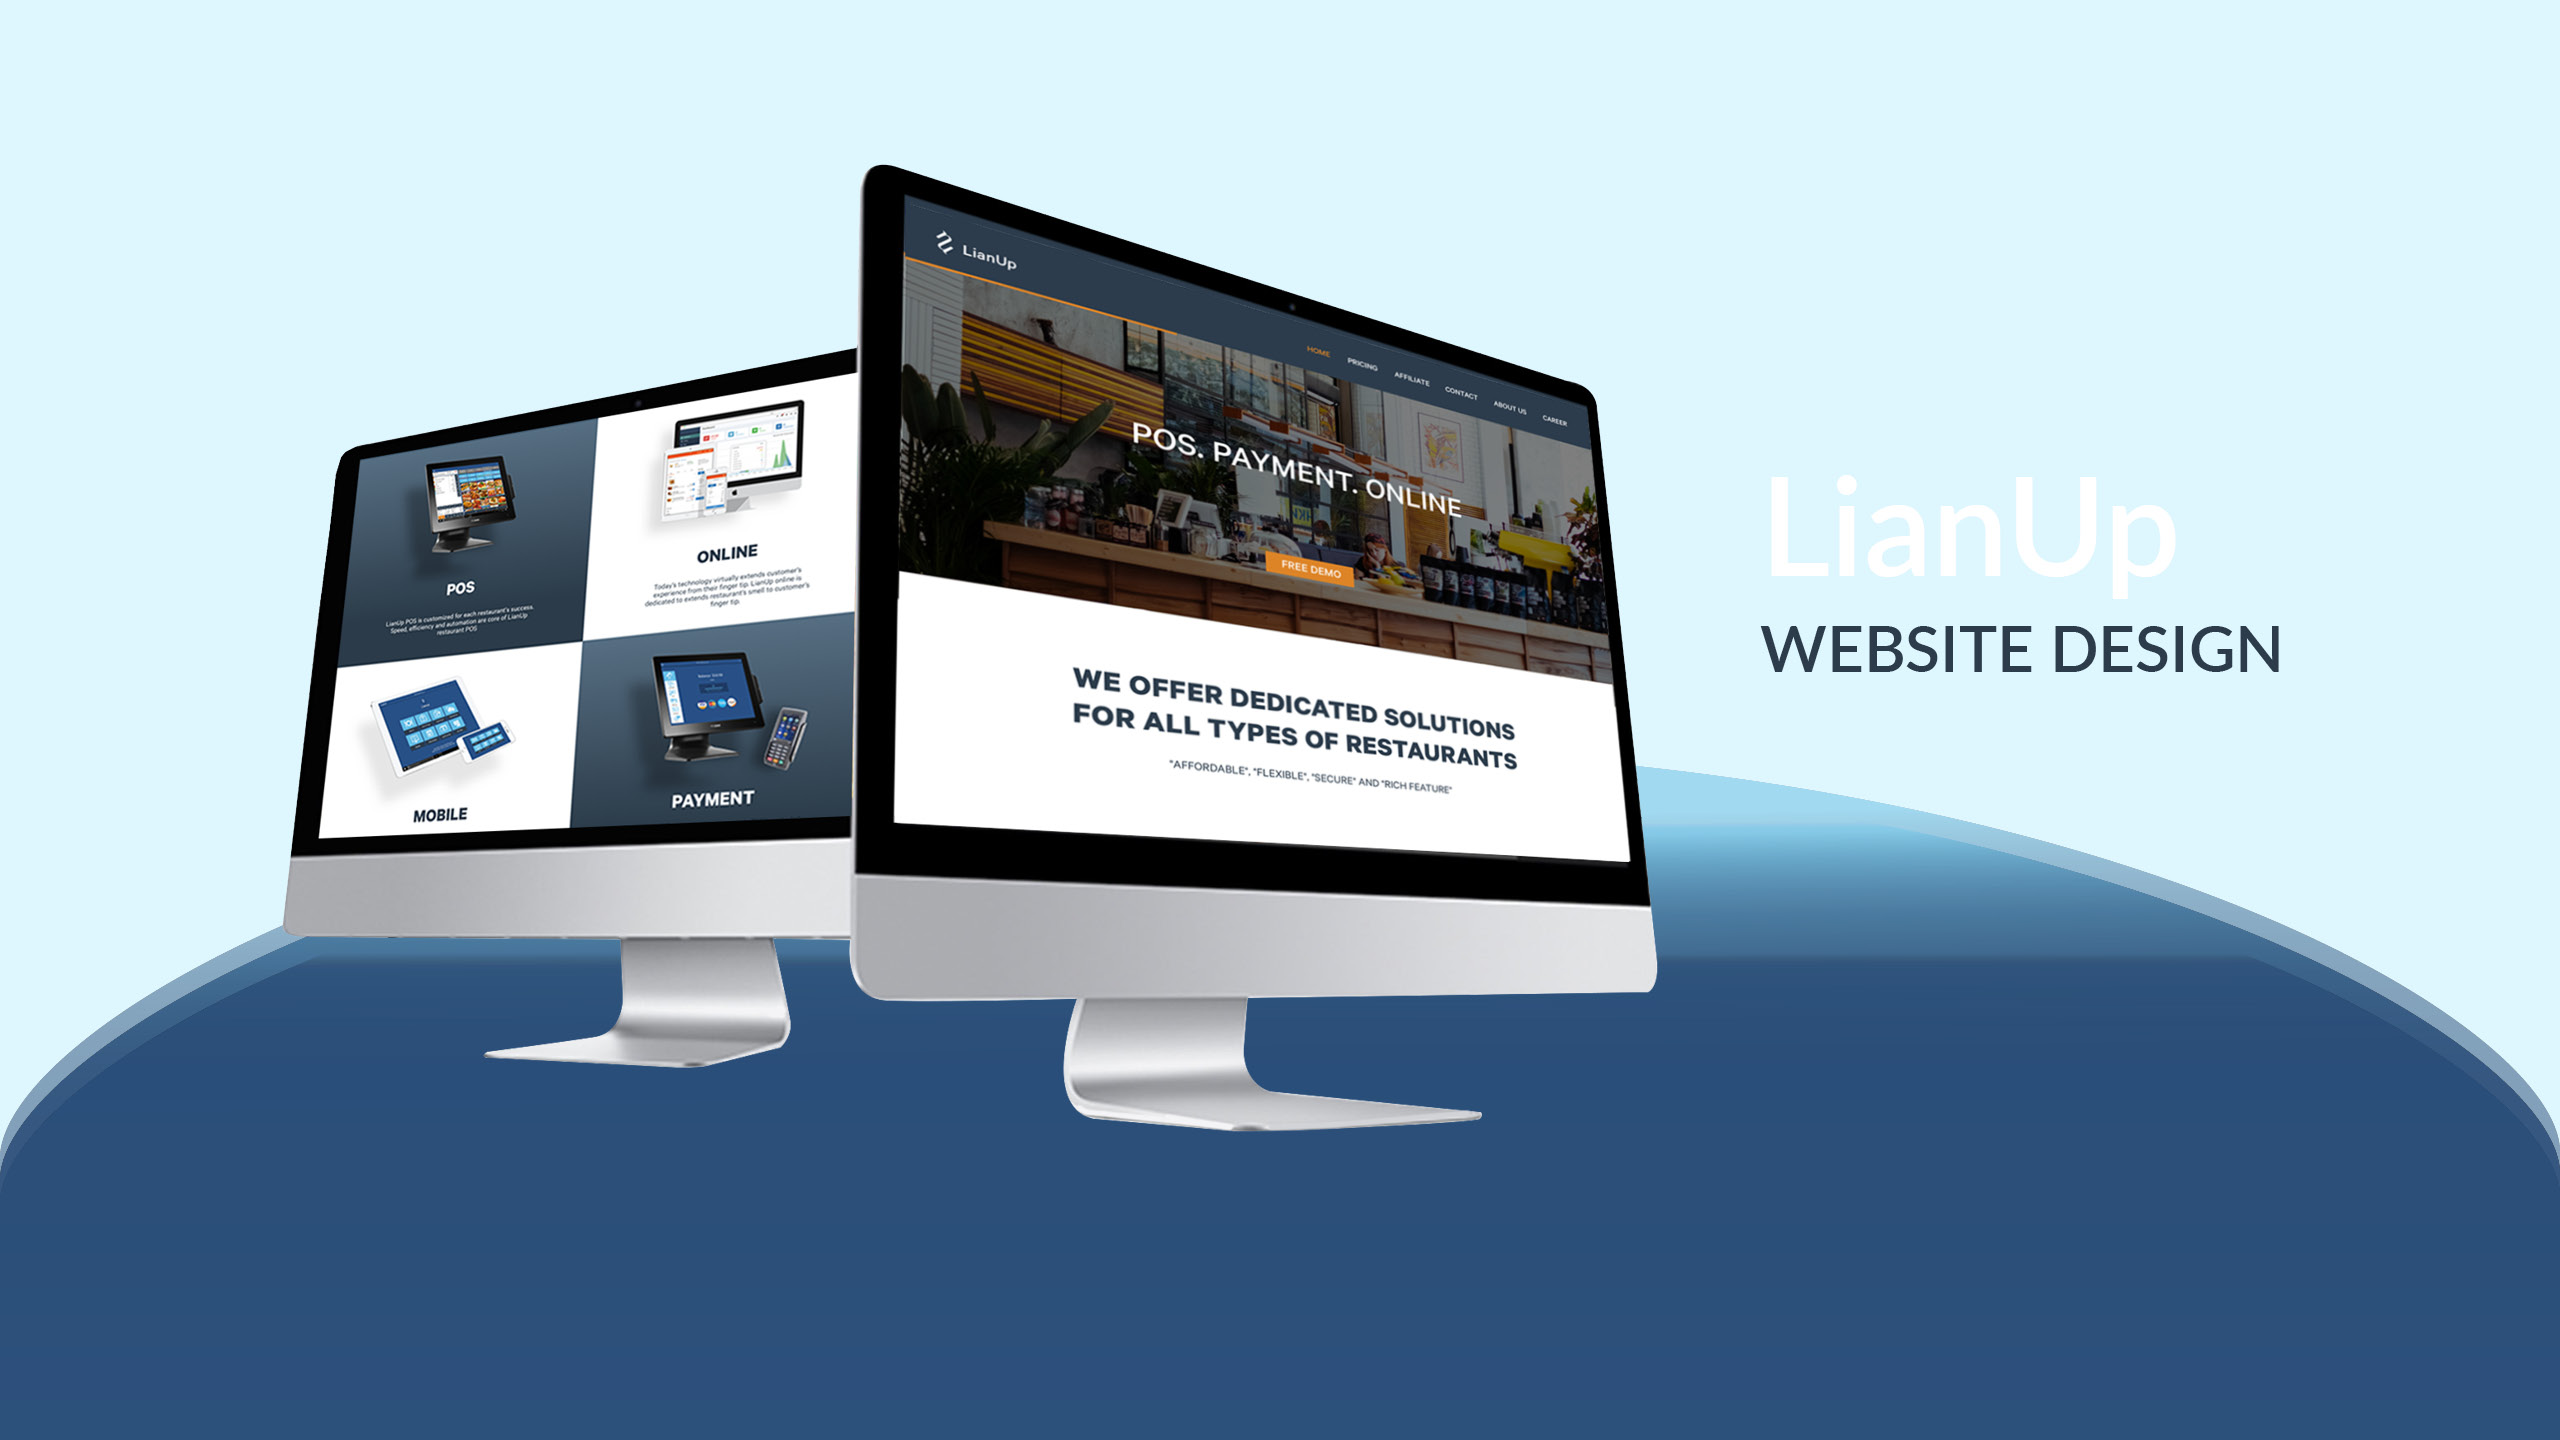 LianUp
HOME PRICING AFFILIATE CONTACT ABOUT US CAREER
POS. PAYMENT. ONLINE
FREE DEMO
WE OFFER DEDICATED SOLUTIONS
FOR ALL TYPES OF RESTAURANTS
"AFFORDABLE", "FLEXIBLE", "SECURE" AND "RICH FEATURE"
POS
LianUp POS is customized for each restaurant's success.
Speed, efficiency and automation are core of LianUp
restaurant POS
ONLINE
Today's technology virtually extends customer's
experience from their finger tip. LianUp online is
dedicated to extends restaurant's smell to customer's
finger tip.
MOBILE
PAYMENT
LianUp
WEBSITE DESIGN